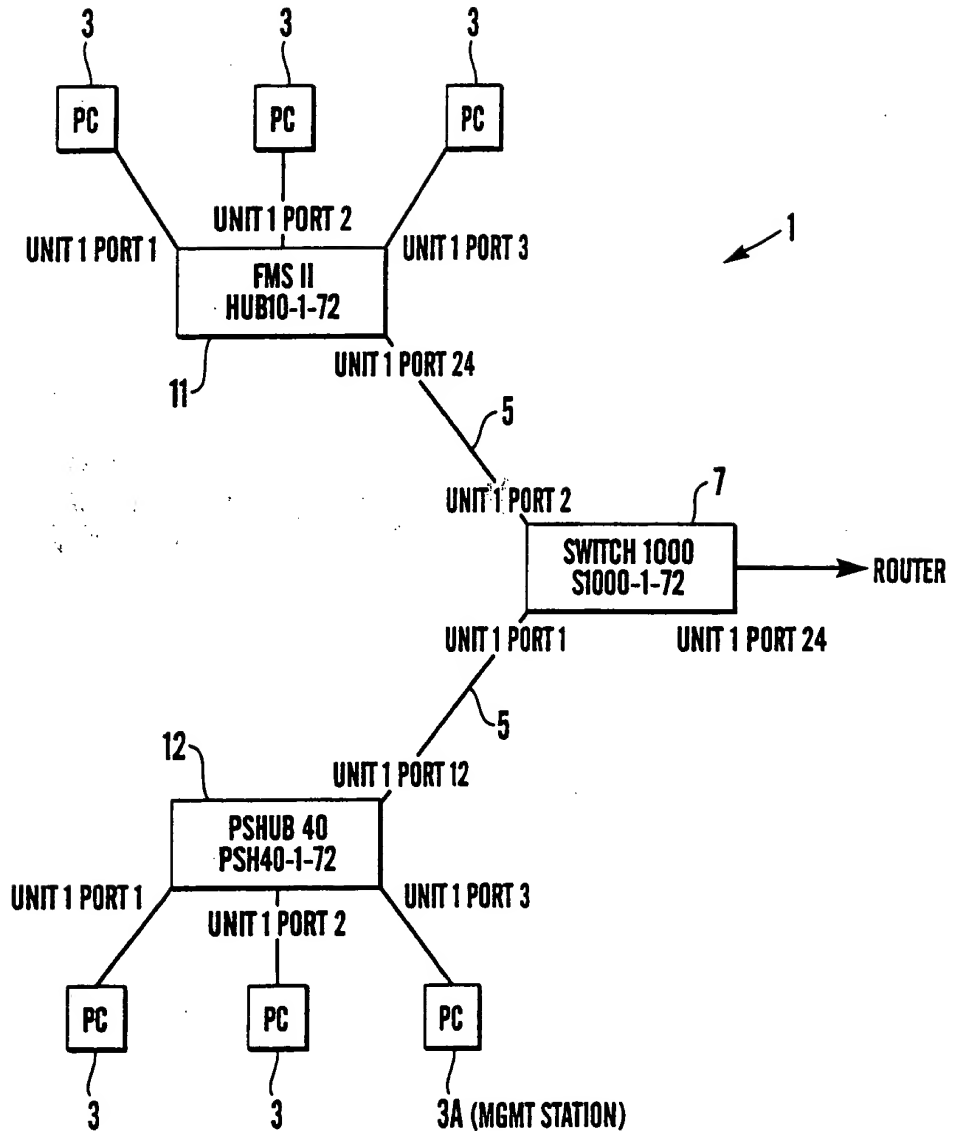 3 3 3
PC PC PC
UNIT 1 PORT 2
UNIT 1 PORT 1 UNIT 1 PORT 3
1
FMS II
HUB10-1-72
UNIT 1 PORT 24
11
5
UNIT 1 PORT 2
7
SWITCH 1000
S1000-1-72
ROUTER
UNIT 1 PORT 1 UNIT 1 PORT 24
5
12
UNIT 1 PORT 12
PSHUB 40
PSH40-1-72
UNIT 1 PORT 1 UNIT 1 PORT 3
UNIT 1 PORT 2
PC PC PC
3 3 3A (MGMT STATION)